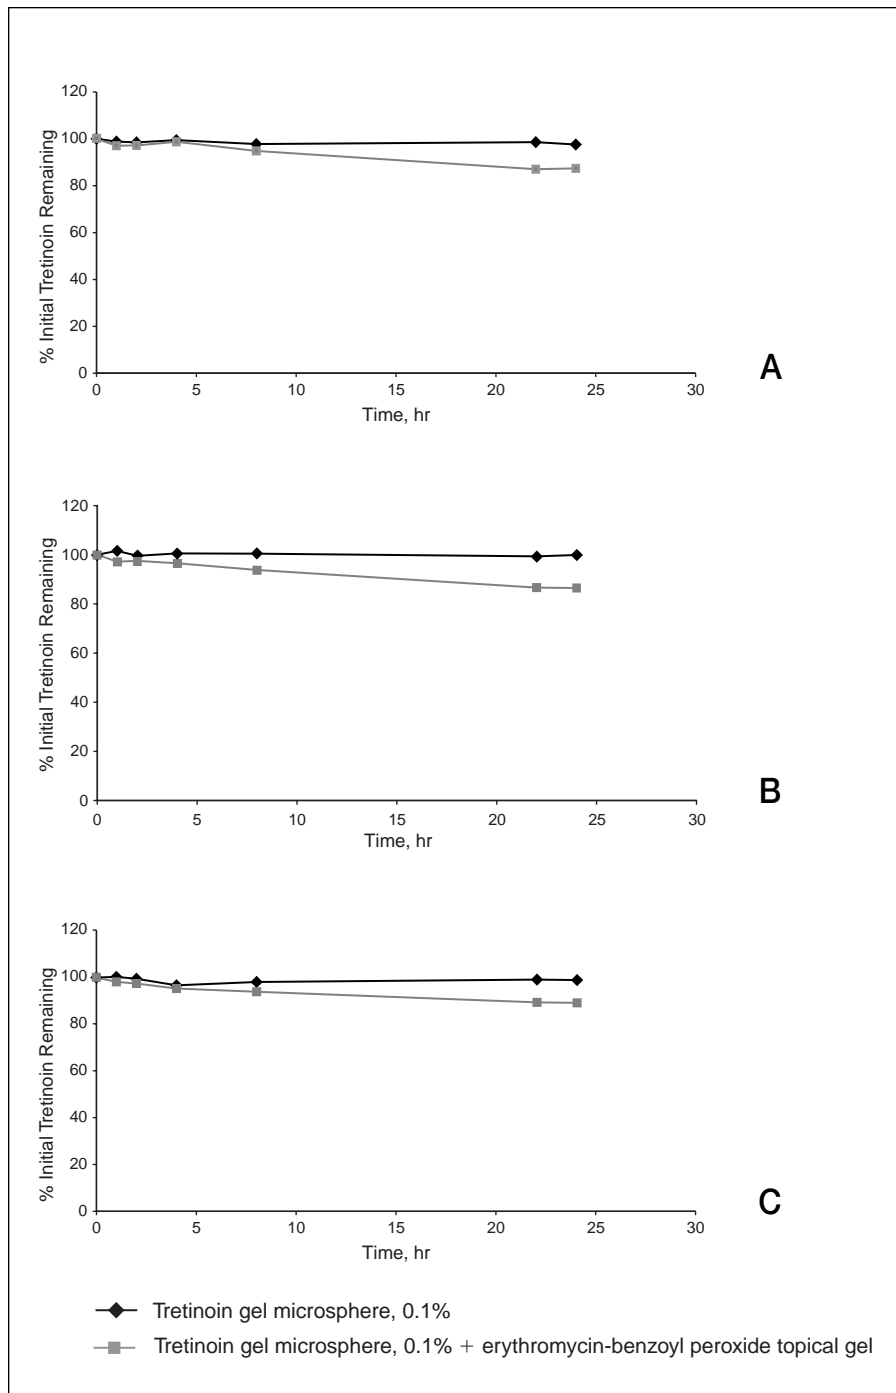 120
100
80
60
40
20
0
% Initial Tretinoin Remaining
0 5 10 15 20 25 30
Time, hr
A
120
100
80
60
40
20
0
% Initial Tretinoin Remaining
0 5 10 15 20 25 30
Time, hr
B
120
100
80
60
40
20
0
% Initial Tretinoin Remaining
0 5 10 15 20 25 30
Time, hr
C
Tretinoin gel microsphere, 0.1%
Tretinoin gel microsphere, 0.1% + erythromycin-benzoyl peroxide topical gel